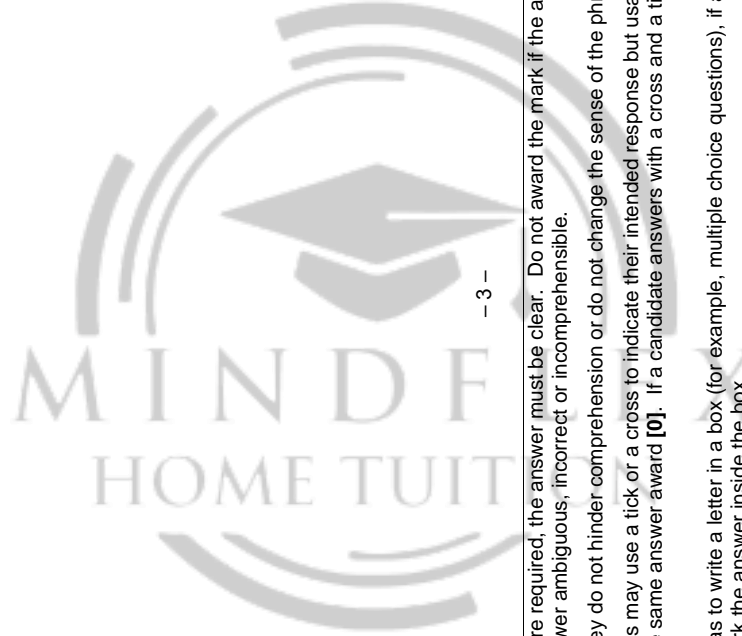 – 3 –
re required, the answer must be clear. Do not award the mark if the a
wer ambiguous, incorrect or incomprehensible.
ey do not hinder comprehension or do not change the sense of the phr
s may use a tick or a cross to indicate their intended response but usa
e same answer award [0]. If a candidate answers with a cross and a ti
as to write a letter in a box (for example, multiple choice questions), if a
k the answer inside the box.
MINDFLEX
HOME TUITI